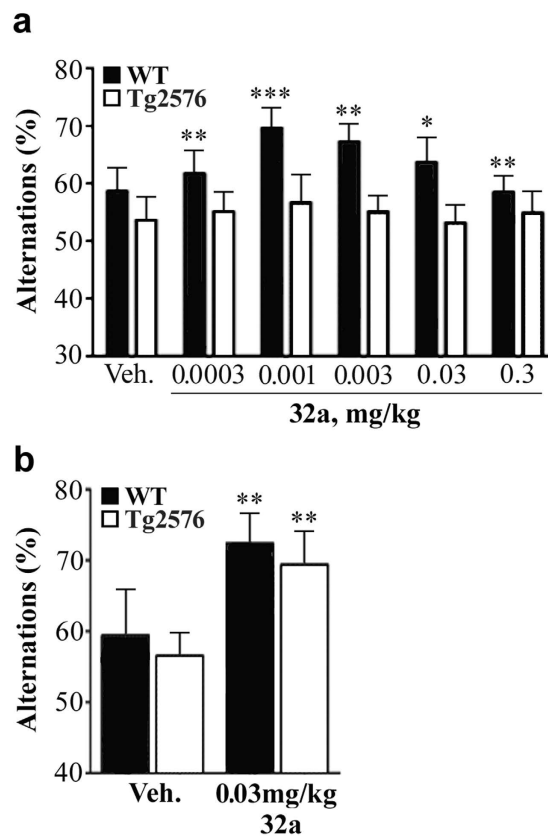 a
80
70
60
50
40
30
Alternations (%)
WT
Tg2576
**
***
**
*
**
Veh.
0.0003
0.001
0.003
0.03
0.3
32a, mg/kg
b
80
70
60
50
40
Alternations (%)
WT
Tg2576
**
**
Veh.
0.03mg/kg
32a